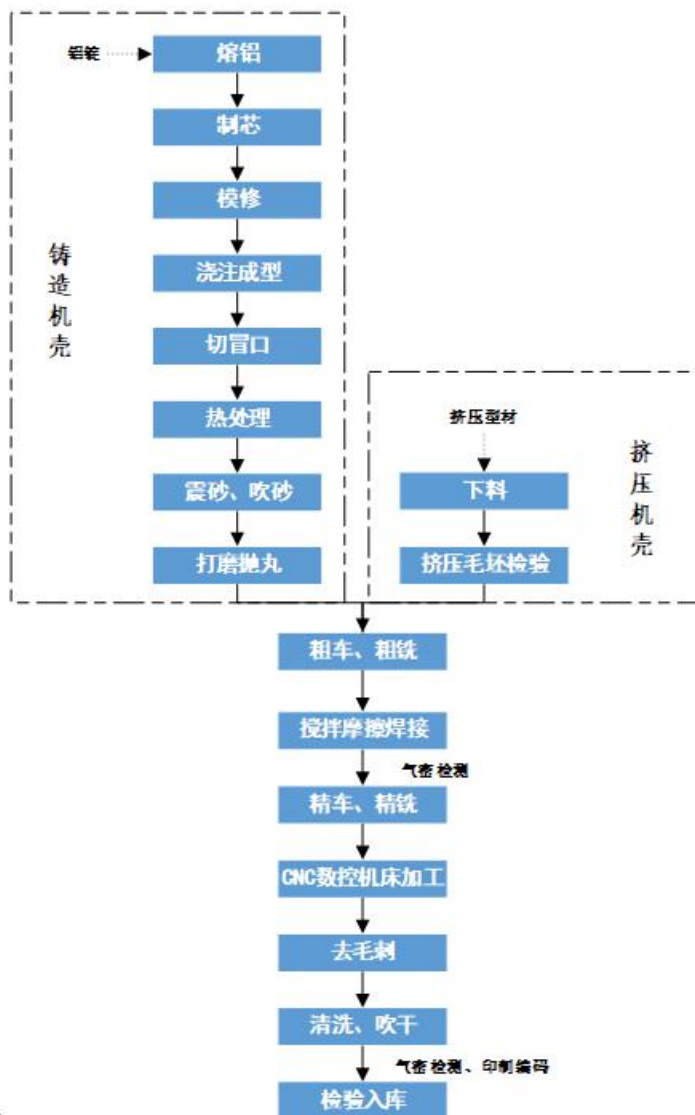 铝锭
熔铝
制芯
模修
浇注成型
切冒口
热处理
震砂、吹砂
打磨抛丸
铸造机壳
挤压型材
下料
挤压毛坯检验
挤压机壳
粗车、粗铣
搅拌摩擦焊接
气密检测
精车、精铣
CNC数控机床加工
去毛刺
清洗、吹干
气密检测、印制编码
检验入库